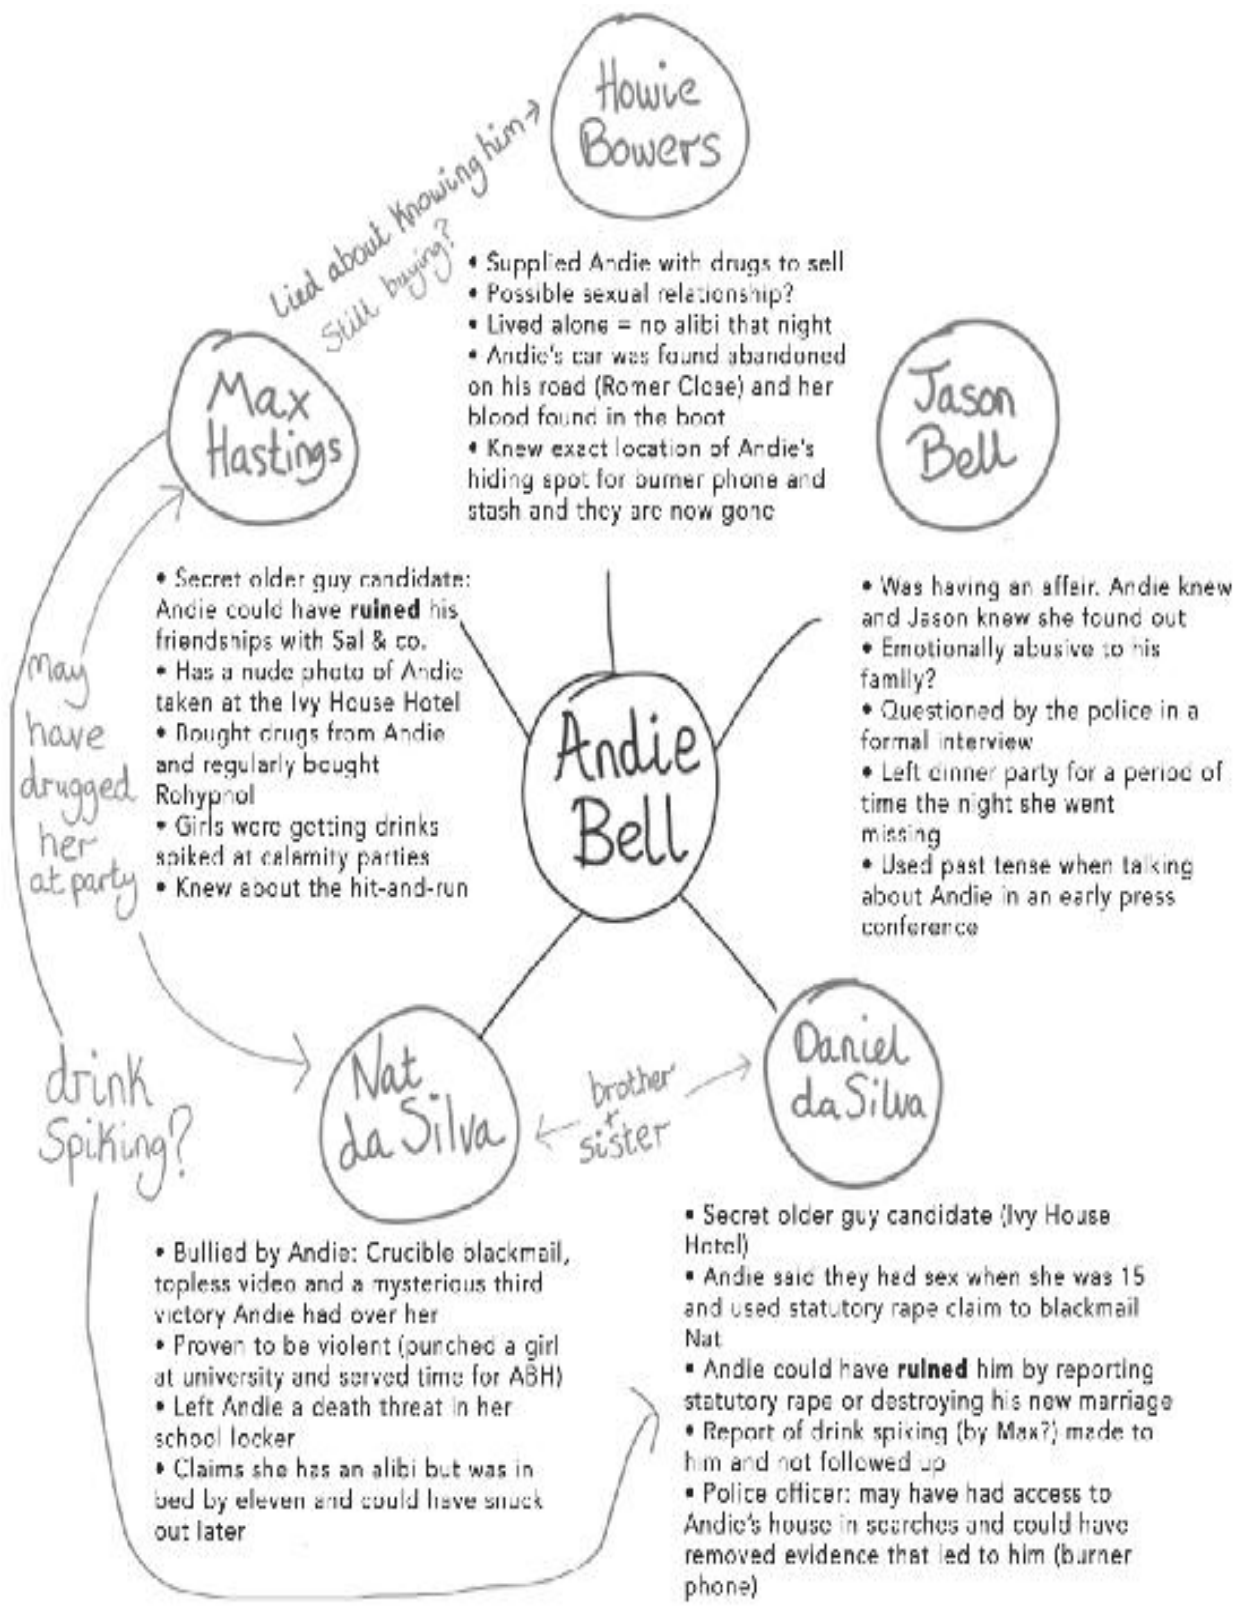 Howie
Bowers
Lied about Knowing him
Still buying?
• Supplied Andie with drugs to sell
• Possible sexual relationship?
• Lived alone = no alibi that night
• Andie's car was found abandoned
on his road (Romer Close) and her
blood found in the boot
• Knew exact location of Andie's
hiding spot for burner phone and
stash and they are now gone
Max
Hastings
Jason
Bell
• Secret older guy candidate:
Andie could have ruined his
friendships with Sal & co.
• Has a nude photo of Andie
taken at the Ivy House Hotel
• Bought drugs from Andie
and regularly bought
Rohypnol
• Girls were getting drinks
spiked at calamity parties
• Knew about the hit-and-run
• Was having an affair. Andie knew
and Jason knew she found out
• Emotionally abusive to his
family?
• Questioned by the police in a
formal interview
• Left dinner party for a period of
time the night she went
missing
• Used past tense when talking
about Andie in an early press
conference
may
have
drugged
her
at party
Andie
Bell
drink
Spiking?
Nat
da Silva
brother
+
sister
Daniel
da Silva
• Bullied by Andie: Crucible blackmail,
topless video and a mysterious third
victory Andie had over her
• Proven to be violent (punched a girl
at university and served time for ABH)
• Left Andie a death threat in her
school locker
• Claims she has an alibi but was in
bed by eleven and could have snuck
out later
• Secret older guy candidate (Ivy House
Hotel)
• Andie said they had sex when she was 15
and used statutory rape claim to blackmail
Nat
• Andie could have ruined him by reporting
statutory rape or destroying his new marriage
• Report of drink spiking (by Max?) made to
him and not followed up
• Police officer: may have had access to
Andie's house in searches and could have
removed evidence that led to him (burner
phone)